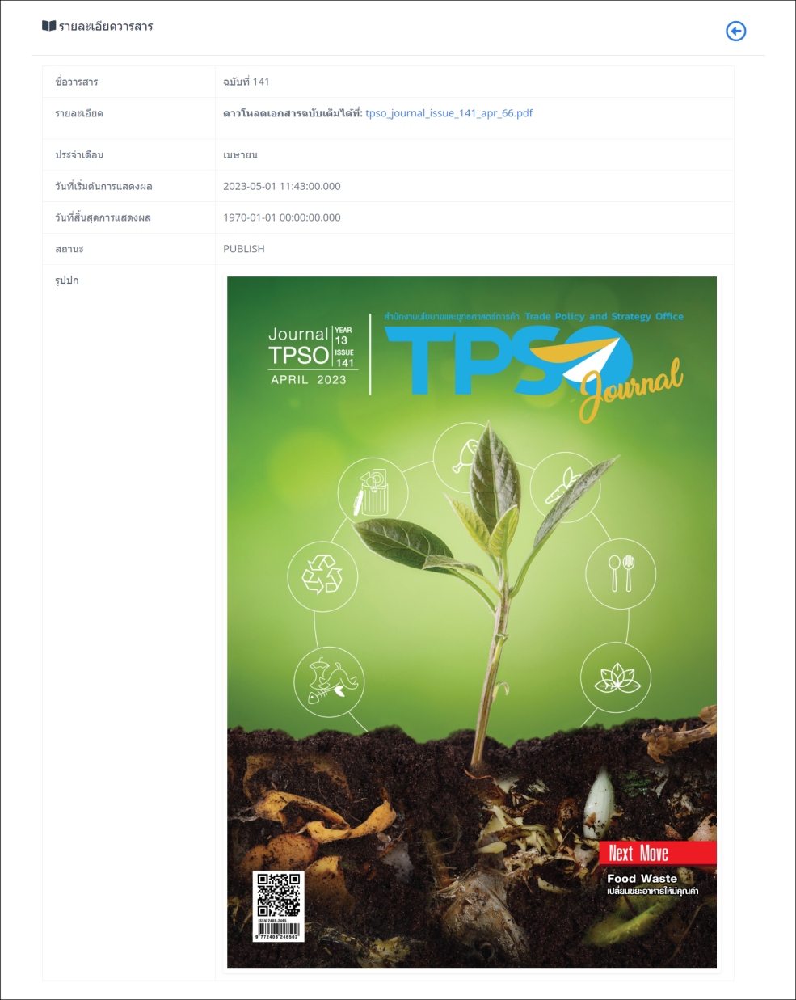 รายละเอียดวารสาร
ชื่อวารสาร
ฉบับที่ 141
รายละเอียด
ดาวโหลดเอกสารฉบับเต็มได้ที่: tpso_journal_issue_141_apr_66.pdf
ประจำเดือน
เมษายน
วันที่เริ่มต้นการแสดงผล
2023-05-01 11:43:00.000
วันที่สิ้นสุดการแสดงผล
1970-01-01 00:00:00.000
สถานะ
PUBLISH
รูปปก
สำนักงานนโยบายและยุทธศาสตร์การค้า Trade Policy and Strategy Office
Journal
TPSO
YEAR
13
ISSUE
141
APRIL 2023
TPSO
Journal
Next Move
Food Waste
เปลี่ยนขยะอาหารให้มีคุณค่า
ISSN 2408-2465
9 772408 246502